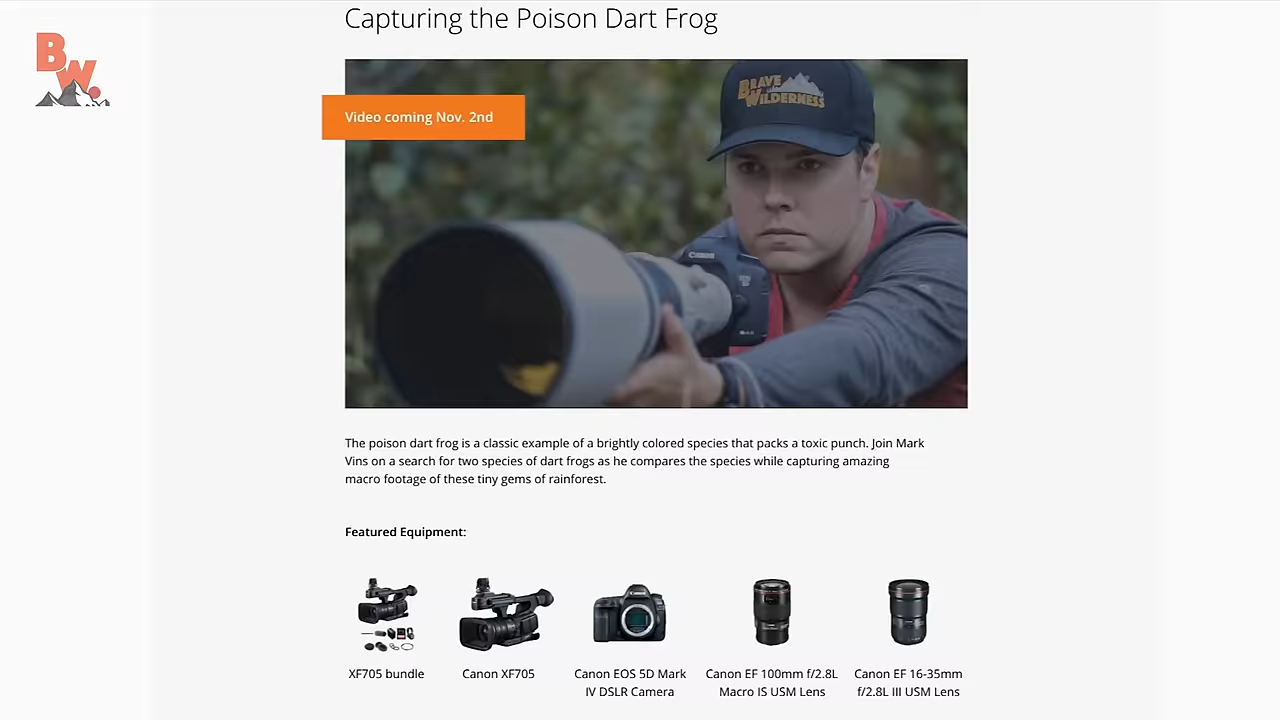 Capturing the Poison Dart Frog
B
W.
BRAVE
WILDERNESS
Video coming Nov. 2nd
Canon
The poison dart frog is a classic example of a brightly colored species that packs a toxic punch. Join Mark
Vins on a search for two species of dart frogs as he compares the species while capturing amazing
macro footage of these tiny gems of rainforest.
Featured Equipment:
XF705 bundle
Canon XF705
Canon EOS 5D Mark
IV DSLR Camera
Canon EF 100mm f/2.8L
Macro IS USM Lens
Canon EF 16-35mm
f/2.8L III USM Lens